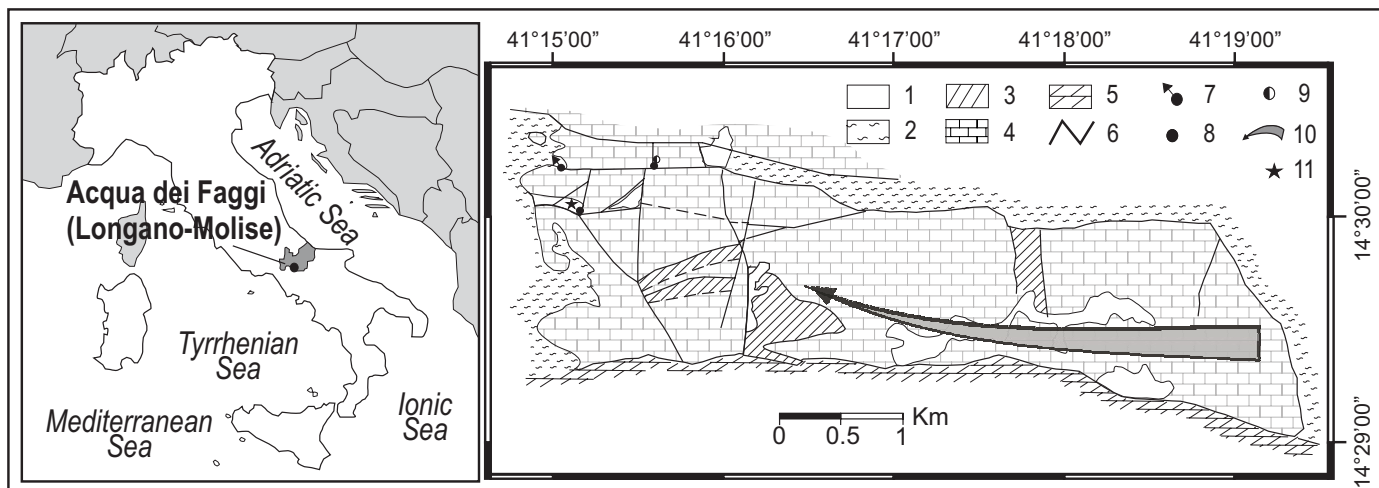 Adriatic Sea
Acqua dei Faggi
(Longano-Molise)
Tyrrhenian
Sea
Mediterranean
Sea
Ionic
Sea
41°15’00” 41°16’00” 41°17’00” 41°18’00” 41°19’00”
1 3 5 7 9
2 4 6 8 10
11
14°30’00”
14°29’00”
Km
0 0.5 1